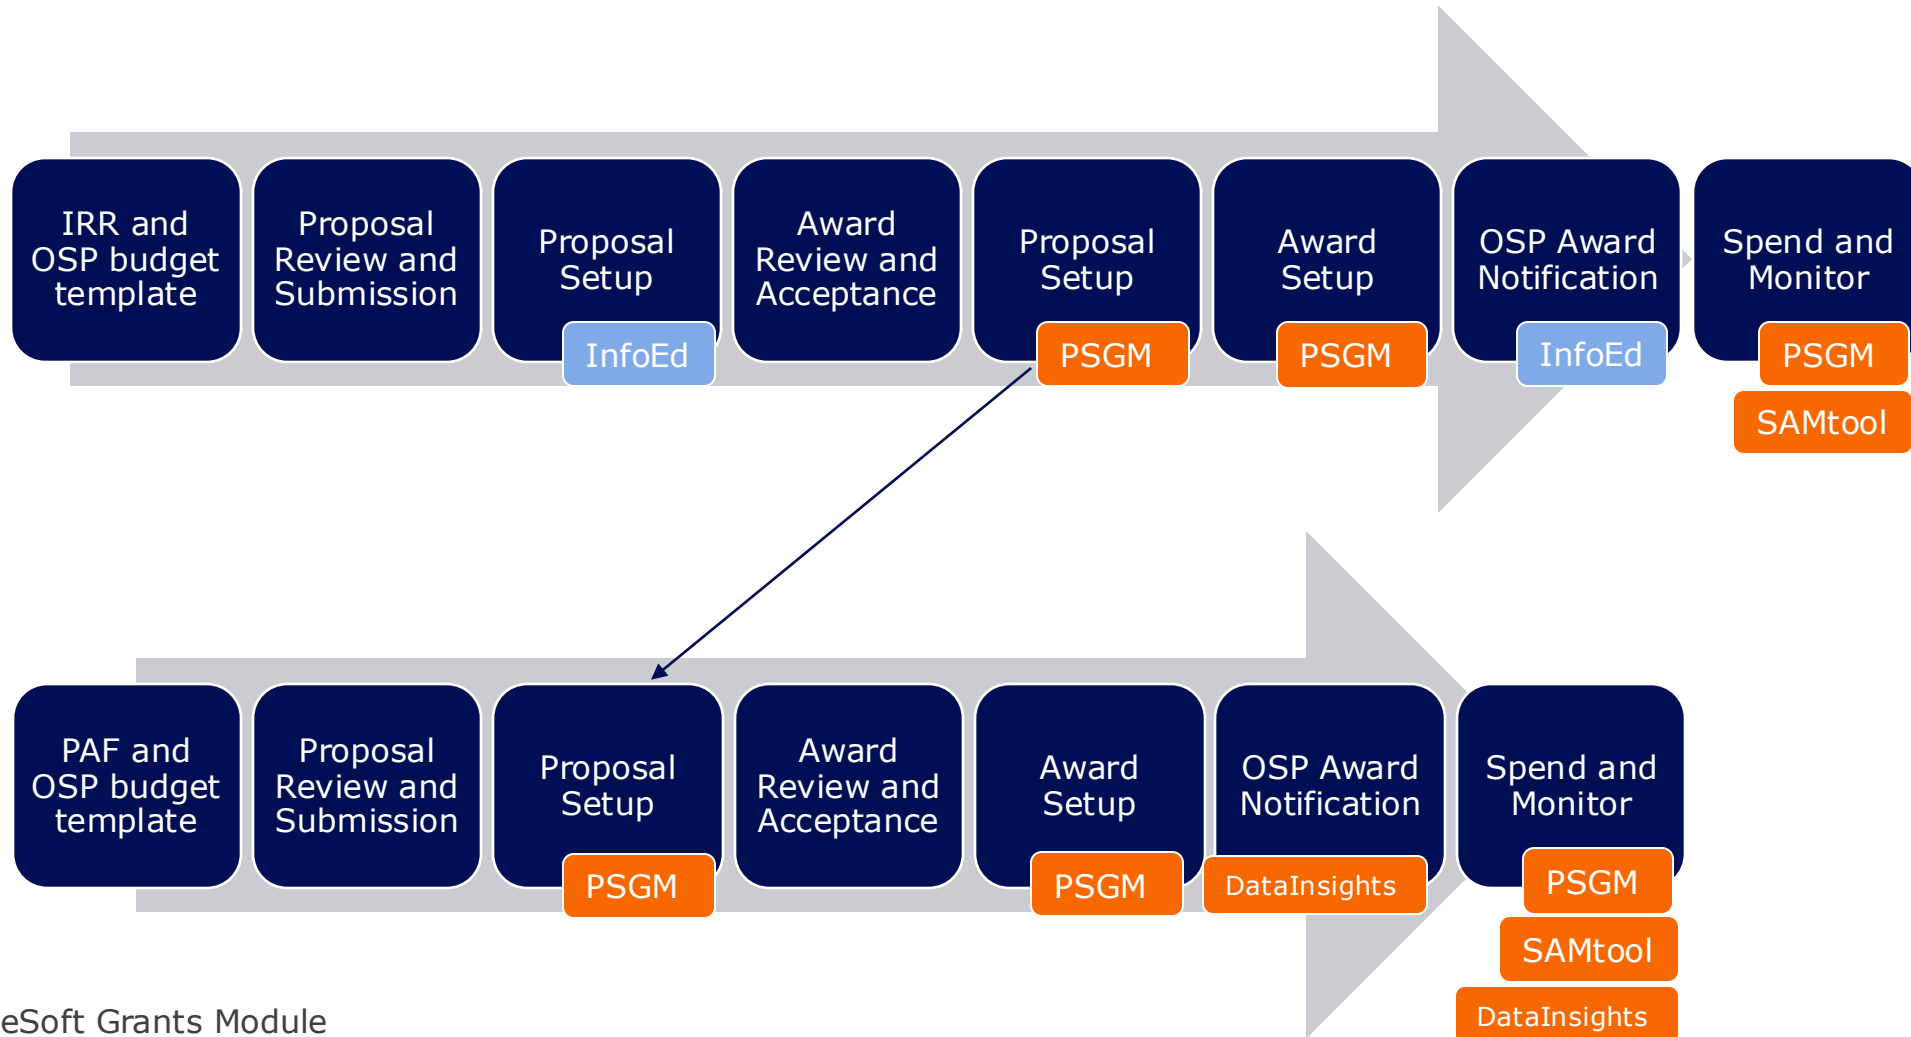 IRR and
OSP budget
template
Proposal
Review and
Submission
Proposal
Setup
InfoEd
Award
Review and
Acceptance
Proposal
Setup
PSGM
Award
Setup
PSGM
OSP Award
Notification
InfoEd
Spend and
Monitor
PSGM
SAMtool
PAF and
OSP budget
template
Proposal
Review and
Submission
Proposal
Setup
PSGM
Award
Review and
Acceptance
Award
Setup
PSGM
OSP Award
Notification
DataInsights
Spend and
Monitor
PSGM
SAMtool
DataInsights
eSoft Grants Module